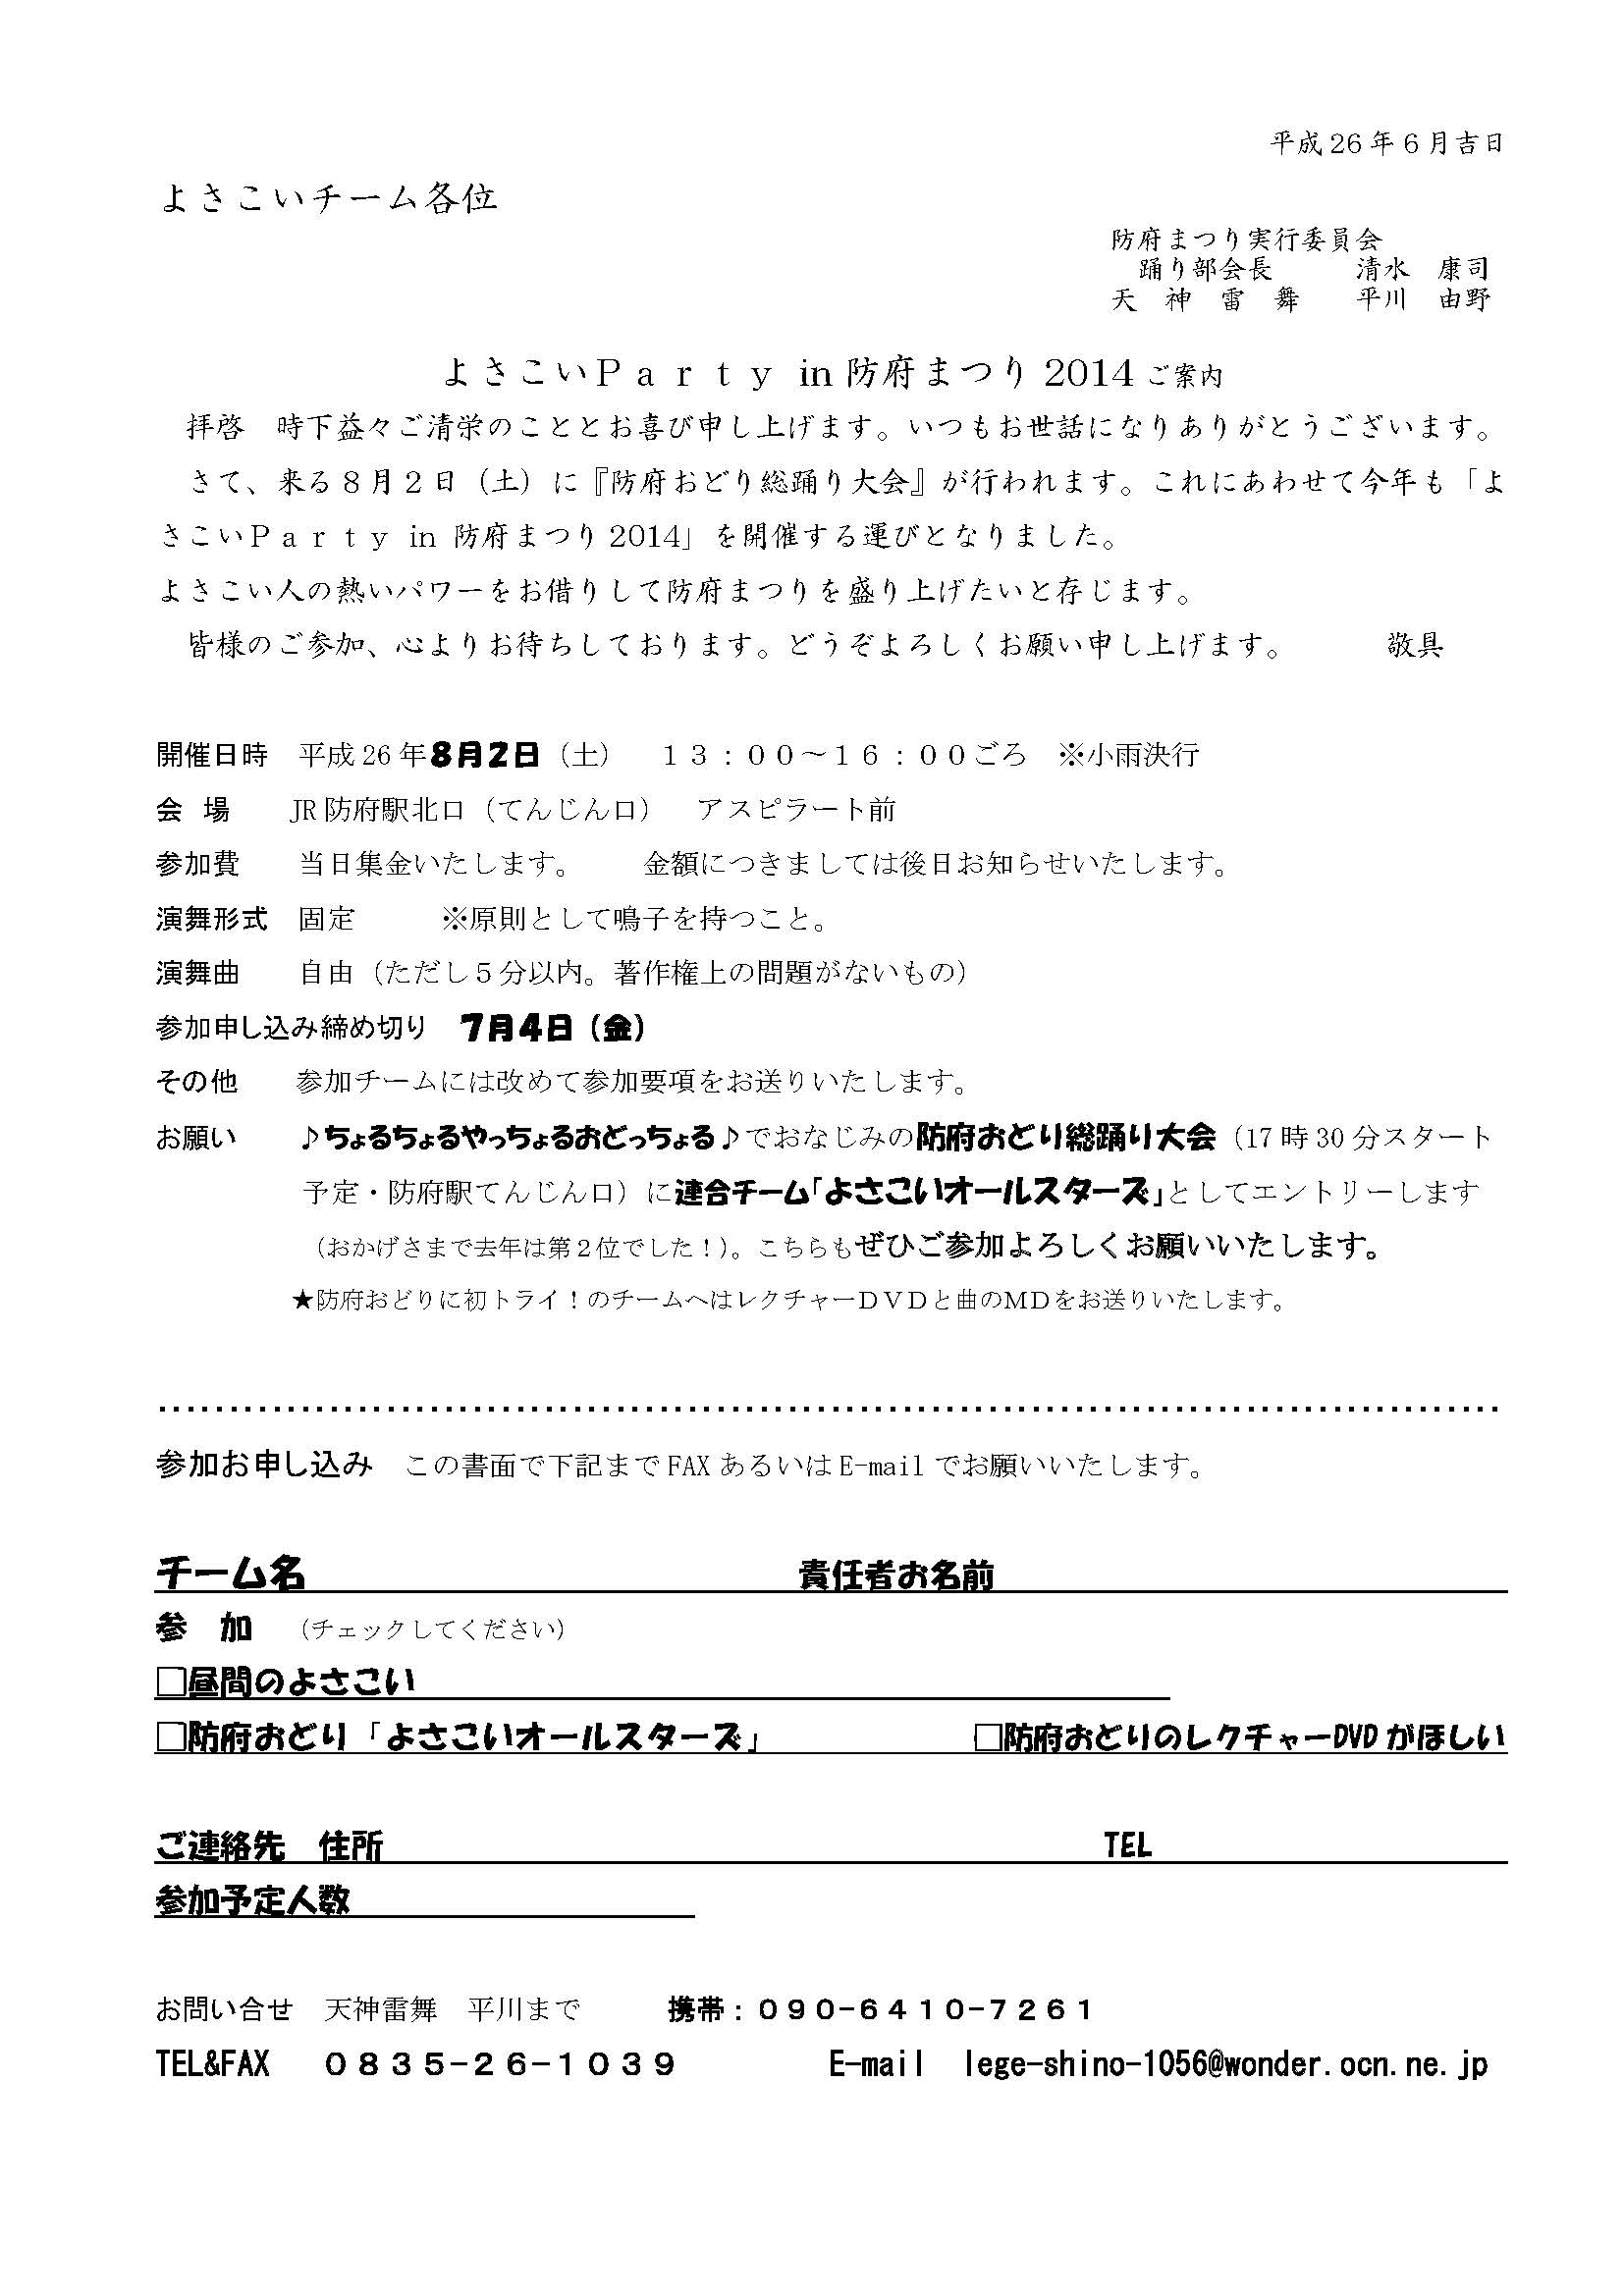 平成26年6月吉日
よさこいチーム各位
防府まつり実行委員会
踊り部会長　　　清水　康司
天　神　雷　舞　　平川　由野
よさこいＰａｒｔｙ in 防府まつり 2014 ご案内
拝啓　時下益々ご清栄のこととお喜び申し上げます。いつもお世話になりありがとうございます。
さて、来る８月２日（土）に『防府おどり総踊り大会』が行われます。これにあわせて今年も「よ
さこいＰａｒｔｙ in 防府まつり 2014」を開催する運びとなりました。
よさこい人の熱いパワーをお借りして防府まつりを盛り上げたいと存じます。
皆様のご参加、心よりお待ちしております。どうぞよろしくお願い申し上げます。　　　敬具
開催日時　平成26年8月2日（土）　１３：００～１６：００ごろ　※小雨決行
会　場　　JR防府駅北口（てんじん口）　アスピラート前
参加費　　当日集金いたします。　　金額につきましては後日お知らせいたします。
演舞形式　固定　　　※原則として鳴子を持つこと。
演舞曲　　自由（ただし５分以内。著作権上の問題がないもの）
参加申し込み締め切り　7月4日（金）
その他　　参加チームには改めて参加要項をお送りいたします。
お願い　　♪ちょるちょるやっちょるおどっちょる♪でおなじみの防府おどり総踊り大会（17時30分スタート
予定・防府駅てんじん口）に連合チーム「よさこいオールスターズ」としてエントリーします
（おかげさまで去年は第２位でした！）。こちらもぜひご参加よろしくお願いいたします。
★防府おどりに初トライ！のチームへはレクチャーＤＶＤと曲のＭＤをお送りいたします。
参加お申し込み　この書面で下記までFAXあるいはE-mailでお願いいたします。
チーム名　　　　責任者お名前
参　加　（チェックしてください）
□昼間のよさこい
□防府おどり「よさこいオールスターズ」　　　　□防府おどりのレクチャーDVDがほしい
ご連絡先　住所　　　　TEL
参加予定人数
お問い合せ　天神雷舞　平川まで　　　携帯：０９０-６４１０-７２６１
TEL&FAX　０８３５-２６-１０３９　　　　E-mail　lege-shino-1056@wonder.ocn.ne.jp